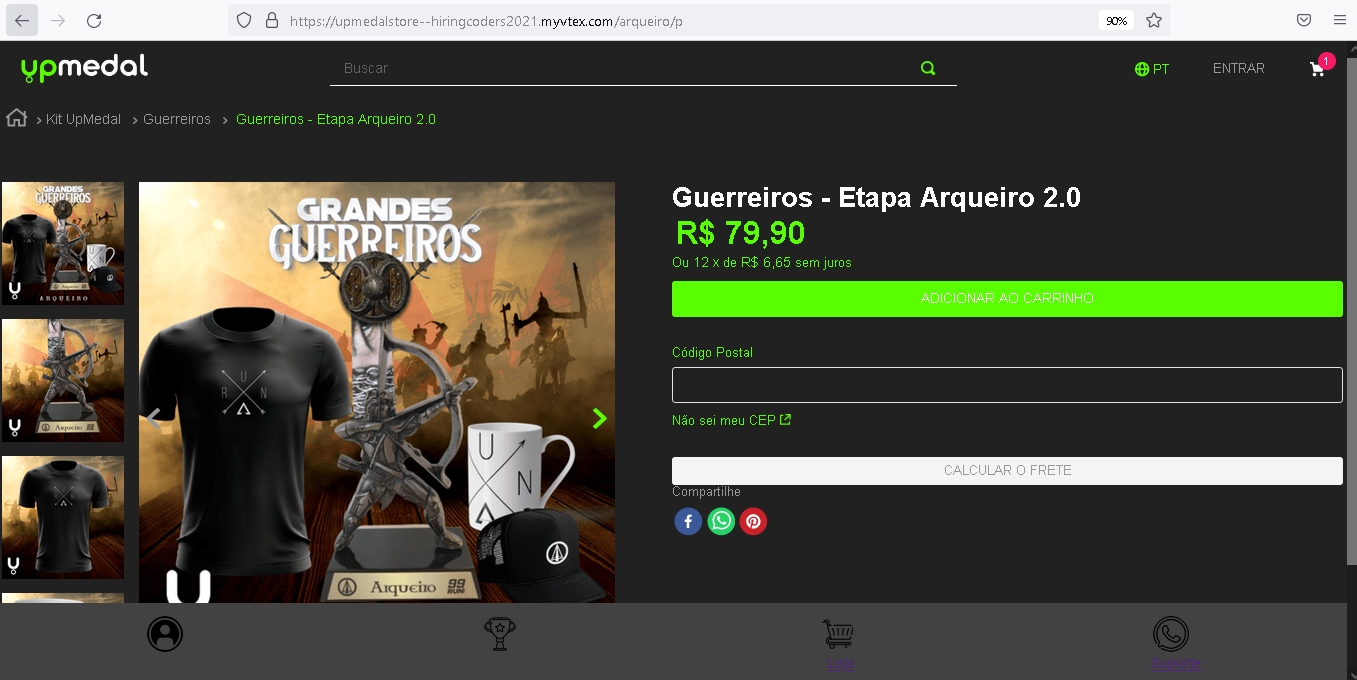 https://upmedalstore--hiringcoders2021.myvtex.com/arqueiro/p
90%
upmedal
Buscar
PT
ENTRAR
1
Kit UpMedal
Guerreiros
Guerreiros - Etapa Arqueiro 2.0
GRANDES
GUERREIROS
ARQUEIRO
Arqueiro
GRANDES
GUERREIROS
R U N
U
N
Arqueiro 99
RUN!
Guerreiros - Etapa Arqueiro 2.0
R$ 79,90
Ou 12 x de R$ 6,65 sem juros
ADICIONAR AO CARRINHO
Código Postal
Não sei meu CEP
CALCULAR O FRETE
Compartilhe
Loja
Suporte